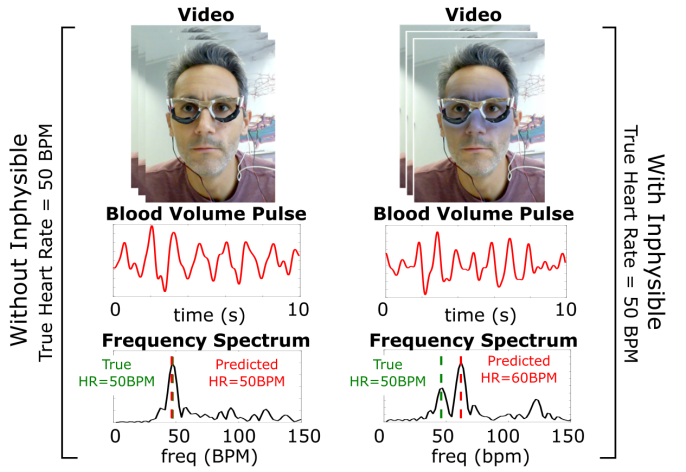 Without Inphysible
True Heart Rate = 50 BPM
Video
Blood Volume Pulse
0
10
time (s)
Frequency Spectrum
True
HR=50BPM
Predicted
HR=50BPM
0
50
100
150
freq (BPM)
Video
Blood Volume Pulse
0
10
time (s)
Frequency Spectrum
True
HR=50BPM
Predicted
HR=60BPM
0
50
100
150
freq (bpm)
With Inphysible
True Heart Rate = 50 BPM